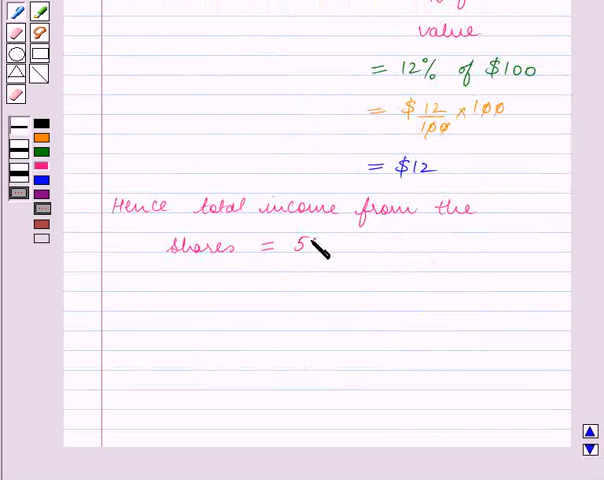 value
= 12% of $100
= $ 12/100 × 100
= $12
Hence total income from the
shares = 5